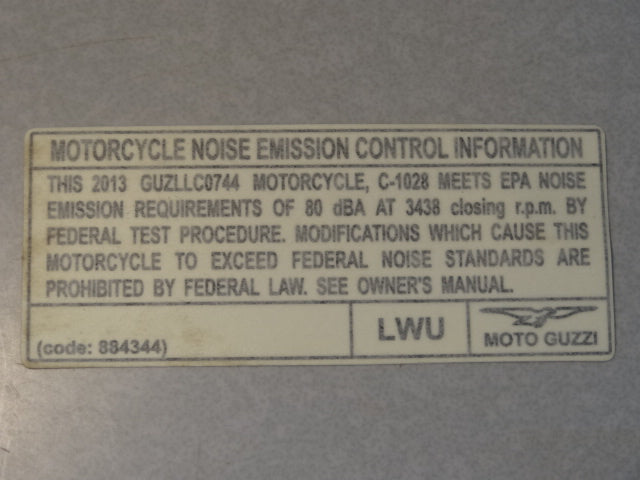 MOTORCYCLE NOISE EMISSION CONTROL INFORMATION
THIS 2013 GUZLLC0744 MOTORCYCLE, C-1028 MEETS EPA NOISE
EMISSION REQUIREMENTS OF 80 dBA AT 3438 closing r.p.m. BY
FEDERAL TEST PROCEDURE. MODIFICATIONS WHICH CAUSE THIS
MOTORCYCLE TO EXCEED FEDERAL NOISE STANDARDS ARE
PROHIBITED BY FEDERAL LAW. SEE OWNER'S MANUAL.
(code: 884344)
LWU
MOTO GUZZI